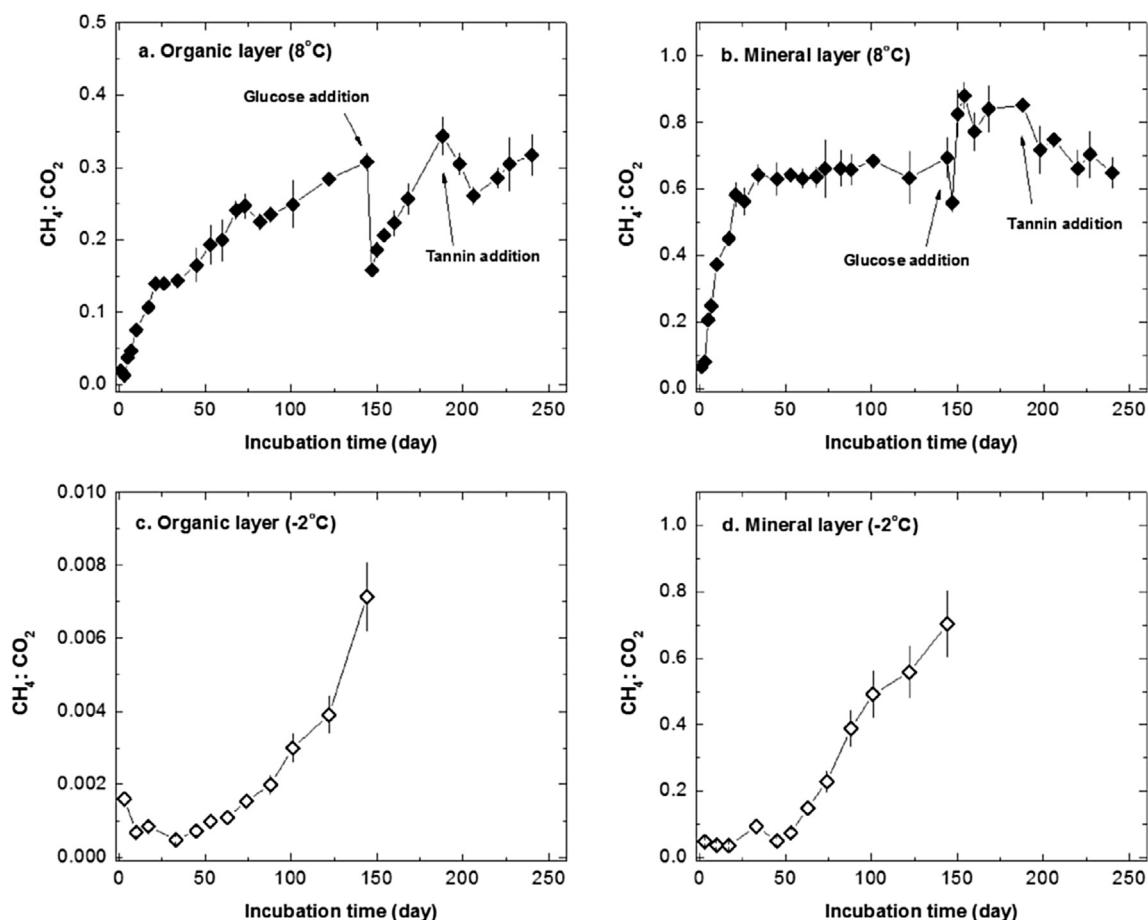 a. Organic layer (8°C)
Glucose addition
Tannin addition
0.5
0.4
0.3
0.2
0.1
0.0
CH₄: CO₂
0 50 100 150 200 250
Incubation time (day)
b. Mineral layer (8°C)
Glucose addition
Tannin addition
1.0
0.8
0.6
0.4
0.2
0.0
CH₄: CO₂
0 50 100 150 200 250
Incubation time (day)
c. Organic layer (-2°C)
0.010
0.008
0.006
0.004
0.002
0.000
CH₄: CO₂
0 50 100 150 200 250
Incubation time (day)
d. Mineral layer (-2°C)
1.0
0.8
0.6
0.4
0.2
0.0
CH₄: CO₂
0 50 100 150 200 250
Incubation time (day)